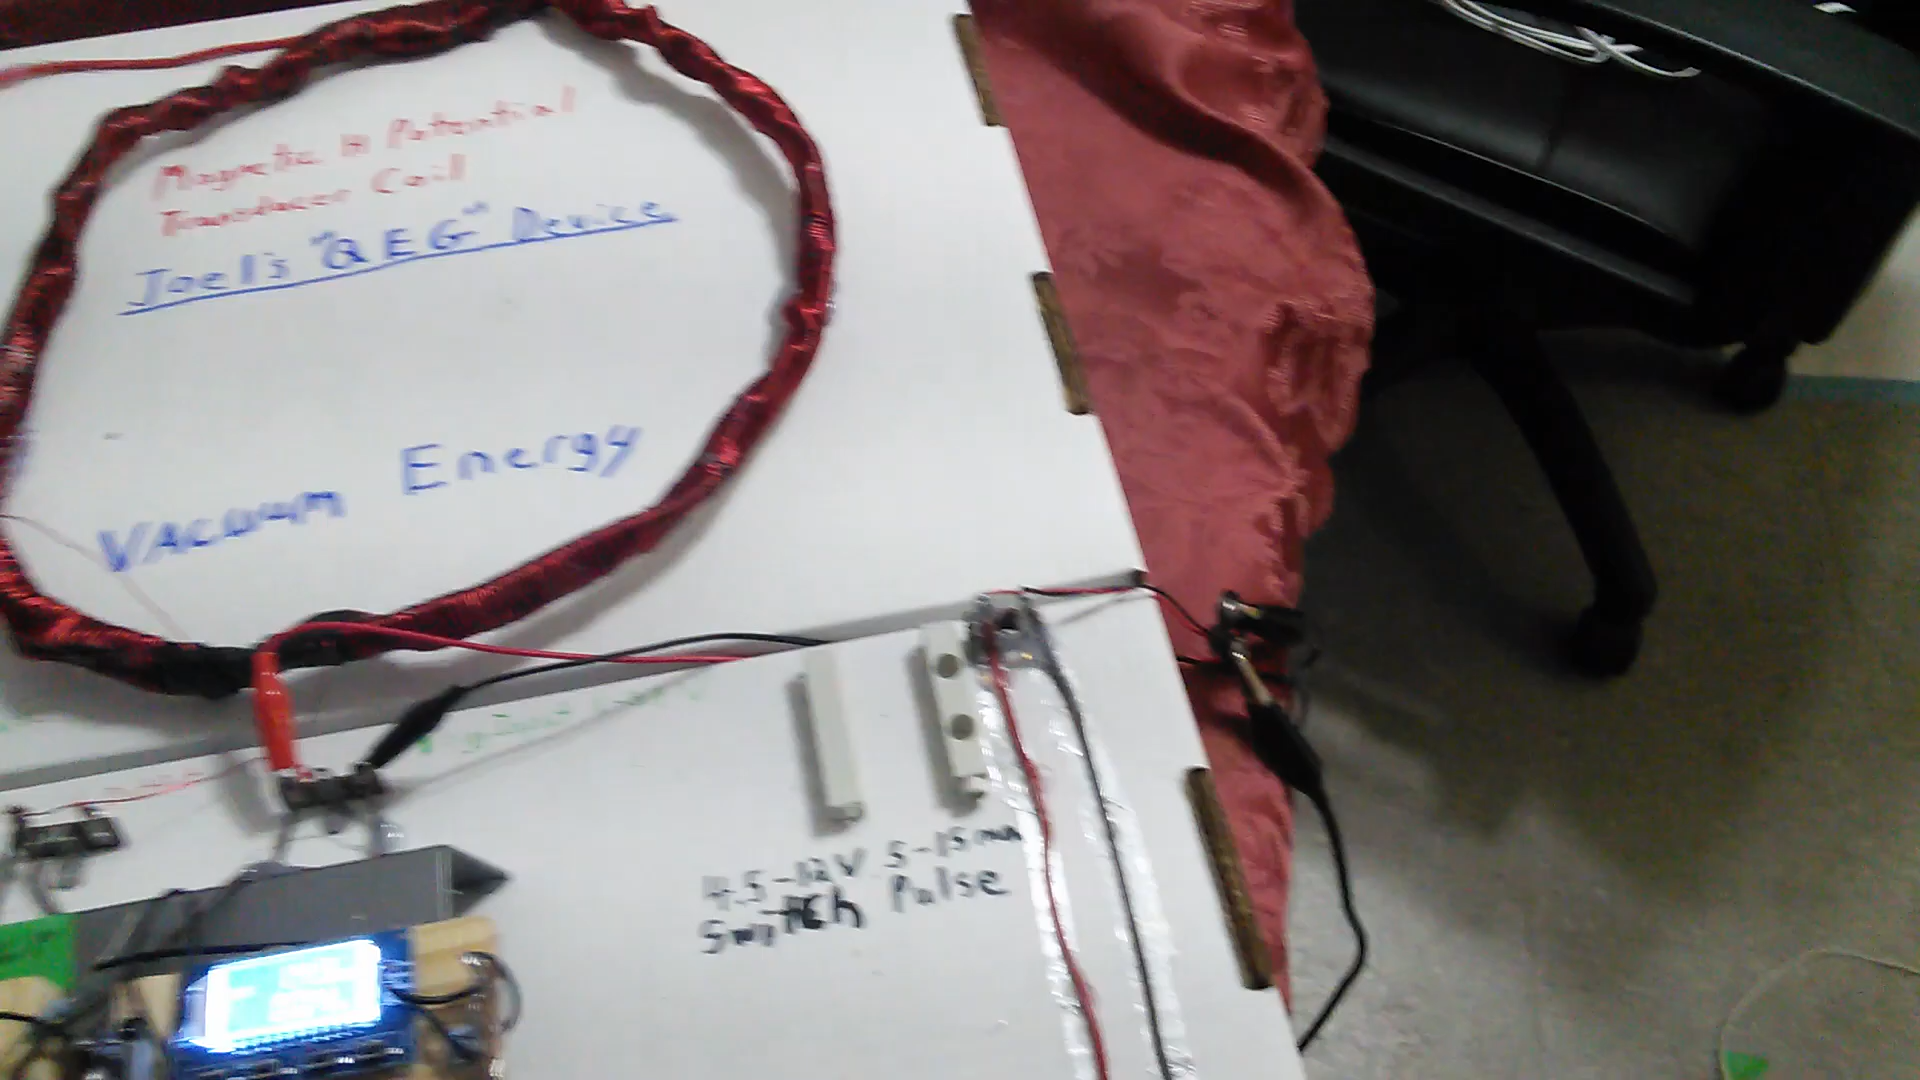 Magnetic H Potential
Transducer Coil
Joel's "QEG" Device
Vacuum Energy
4.5-12V 5-15ma
Switch Pulse